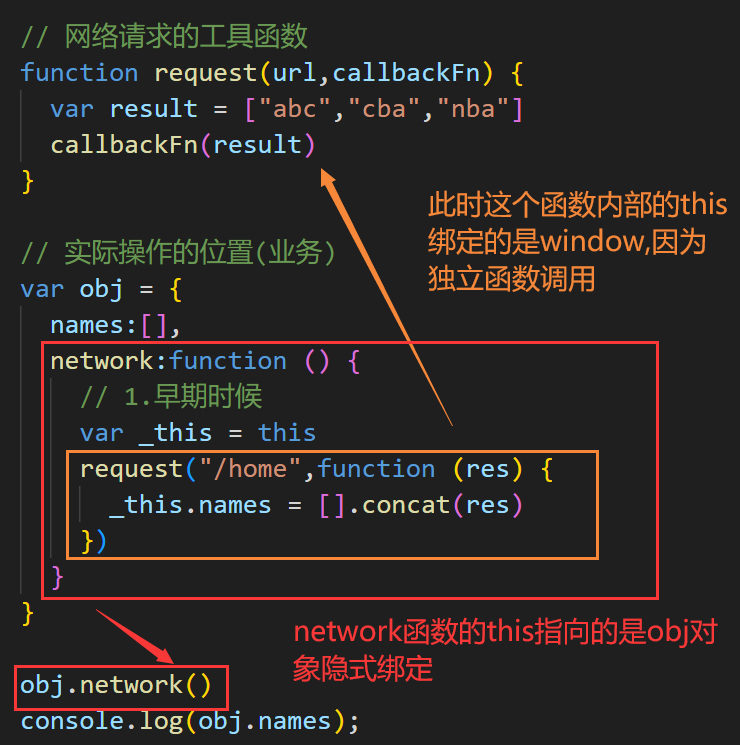 // 网络请求的工具函数
function request(url,callbackFn) {
  var result = ["abc","cba","nba"]
  callbackFn(result)
}
此时这个函数内部的this
绑定的是window,因为
独立函数调用
// 实际操作的位置(业务)
var obj = {
  names:[],
  network:function () {
    // 1.早期时候
    var _this = this
    request("/home",function (res) {
      _this.names = [].concat(res)
    })
  }
}
network函数的this指向的是obj对
象隐式绑定
obj.network()
console.log(obj.names);